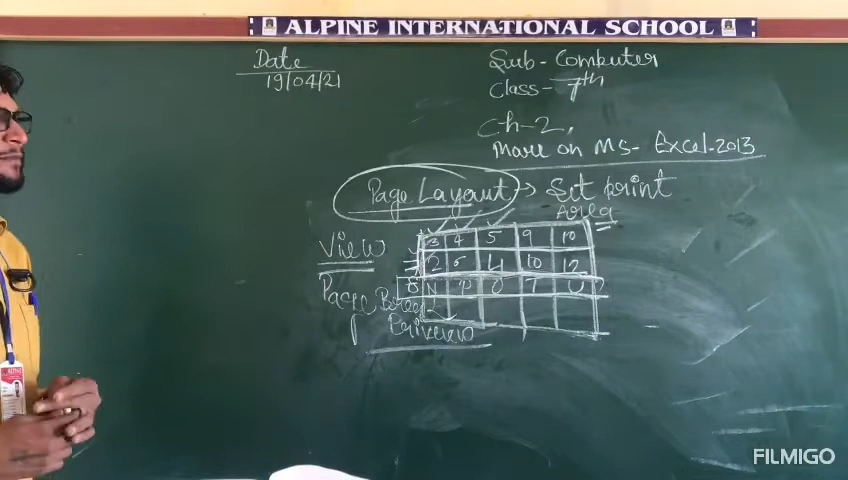 ALPINE INTERNATIONAL SCHOOL
Date
19/04/21
Sub - Computer
Class - 7th
Ch-2,
More on MS- Excel-2013
Page Layout → Set print
Area
View
3 4 5 9 10
2 5 4 10 12
Page Break
Priview
FILMIGO